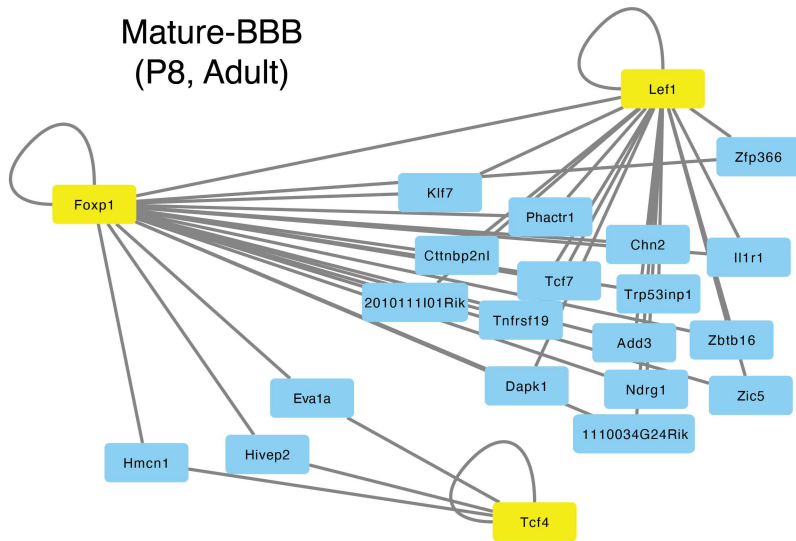 Mature-BBB
(P8, Adult)
Lef1
Zfp366
Klf7
Foxp1
Phactr1
Chn2
Il1r1
Cttnbp2nl
Tcf7
Trp53inp1
2010111I01Rik
Tnfrsf19
Add3
Zbtb16
Dapk1
Ndrg1
Zic5
Eva1a
1110034G24Rik
Hivep2
Hmcn1
Tcf4